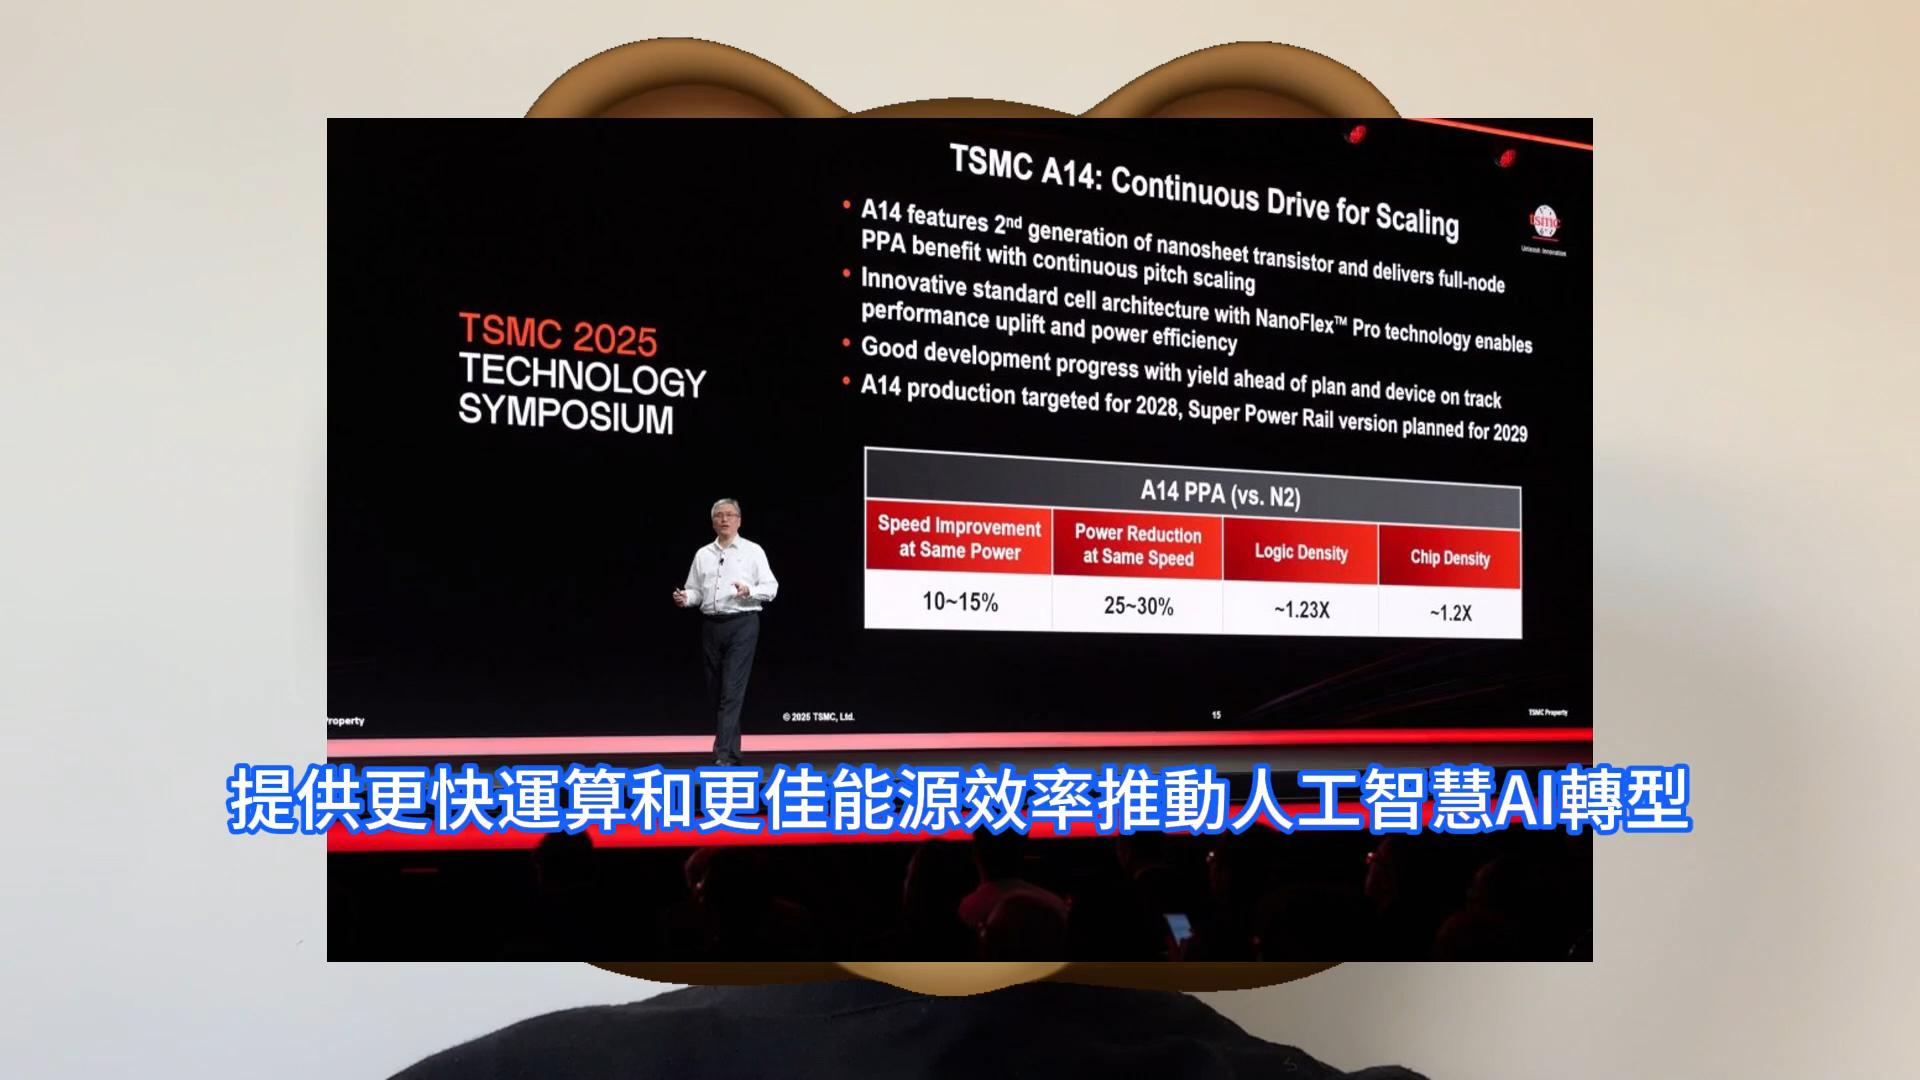 TSMC A14: Continuous Drive for Scaling
• A14 features 2nd generation of nanosheet transistor and delivers full-node
PPA benefit with continuous pitch scaling
• Innovative standard cell architecture with NanoFlex™ Pro technology enables
performance uplift and power efficiency
• Good development progress with yield ahead of plan and device on track
• A14 production targeted for 2028, Super Power Rail version planned for 2029
tsmc
Unleash Innovation
TSMC 2025
TECHNOLOGY
SYMPOSIUM
A14 PPA (vs. N2)
Speed Improvement
at Same Power
Power Reduction
at Same Speed
Logic Density
Chip Density
10~15%
25~30%
~1.23X
~1.2X
Property
© 2025 TSMC, Ltd.
15
TSMC Property
提供更快運算和更佳能源效率推動人工智慧AI轉型